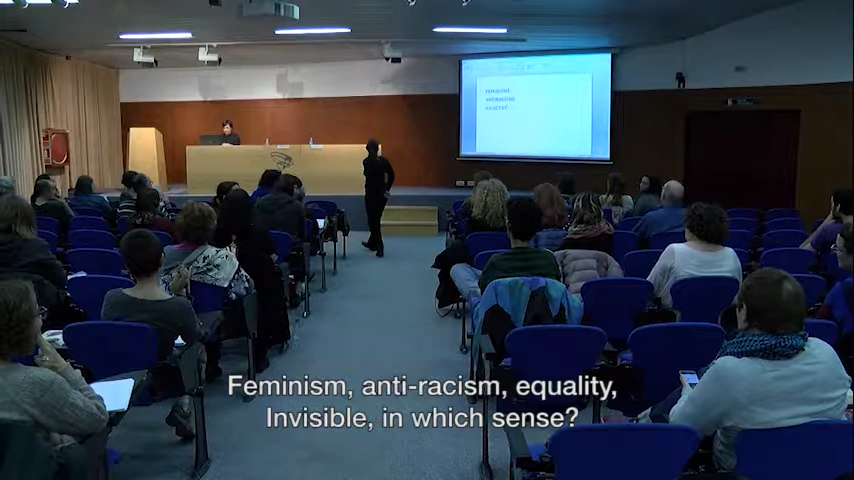 Feminism, anti-racism, equality,
Invisible, in which sense?